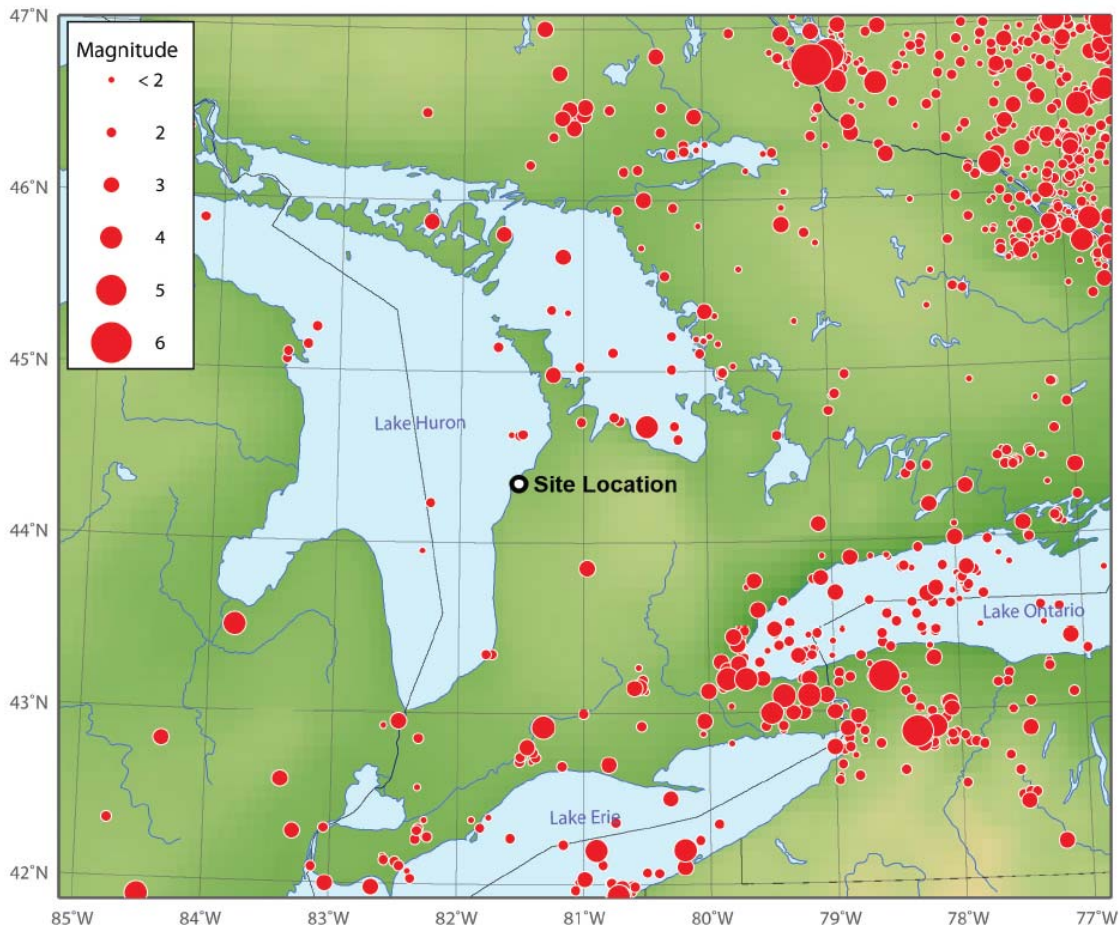 47°N
Magnitude
< 2
2
3
4
5
6
46°N
45°N
Lake Huron
Site Location
44°N
Lake Ontario
43°N
Lake Erie
42°N
85°W
84°W
83°W
82°W
81°W
80°W
79°W
78°W
77°W